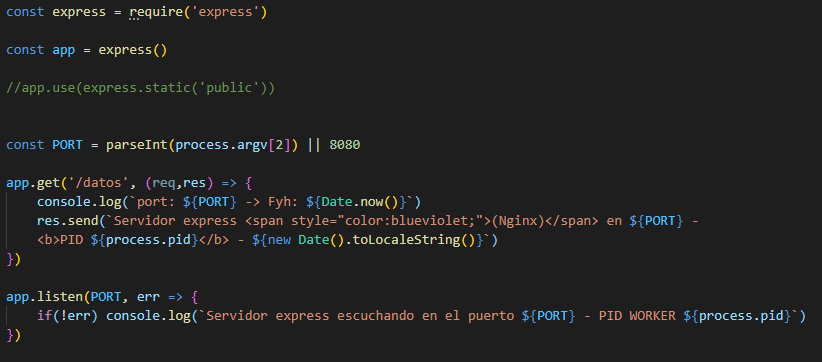 const express = require('express')
const app = express()
//app.use(express.static('public'))
const PORT = parseInt(process.argv[2]) || 8080
app.get('/datos', (req,res) => {
    console.log(`port: ${PORT} -> Fyh: ${Date.now()}`)
    res.send(`Servidor express <span style="color:blueviolet;">(Nginx)</span> en ${PORT} -
    <b>PID ${process.pid}</b> - ${new Date().toLocaleString()}`)
})
app.listen(PORT, err => {
    if(!err) console.log(`Servidor express escuchando en el puerto ${PORT} - PID WORKER ${process.pid}`)
})